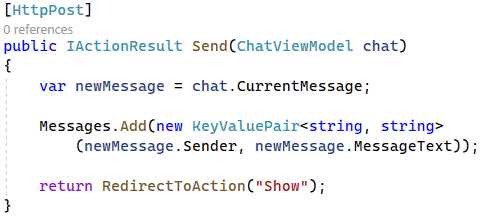 [HttpPost]
0 references
public IActionResult Send(ChatViewModel chat)
{
    var newMessage = chat.CurrentMessage;

    Messages.Add(new KeyValuePair<string, string>
        (newMessage.Sender, newMessage.MessageText));

    return RedirectToAction("Show");
}